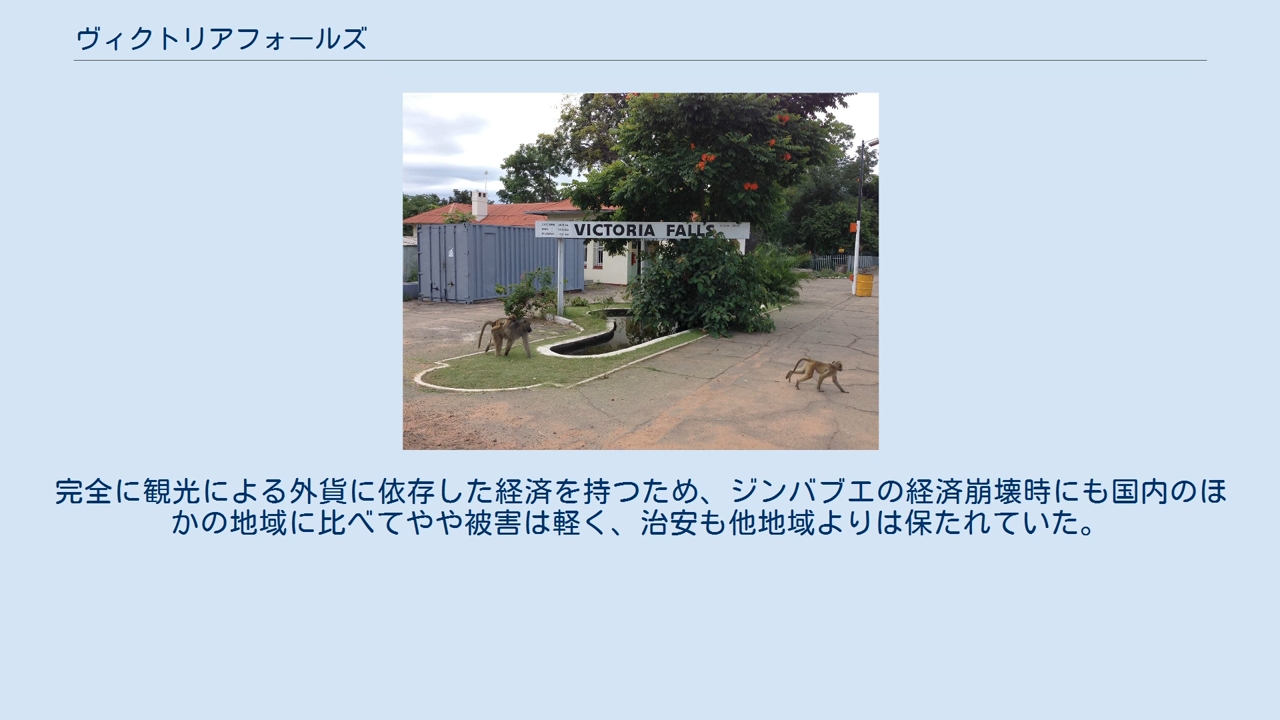 ヴィクトリアフォールズ
VICTORIA FALLS
完全に観光による外貨に依存した経済を持つため、ジンバブエの経済崩壊時にも国内のほ
かの地域に比べてやや被害は軽く、治安も他地域よりは保たれていた。